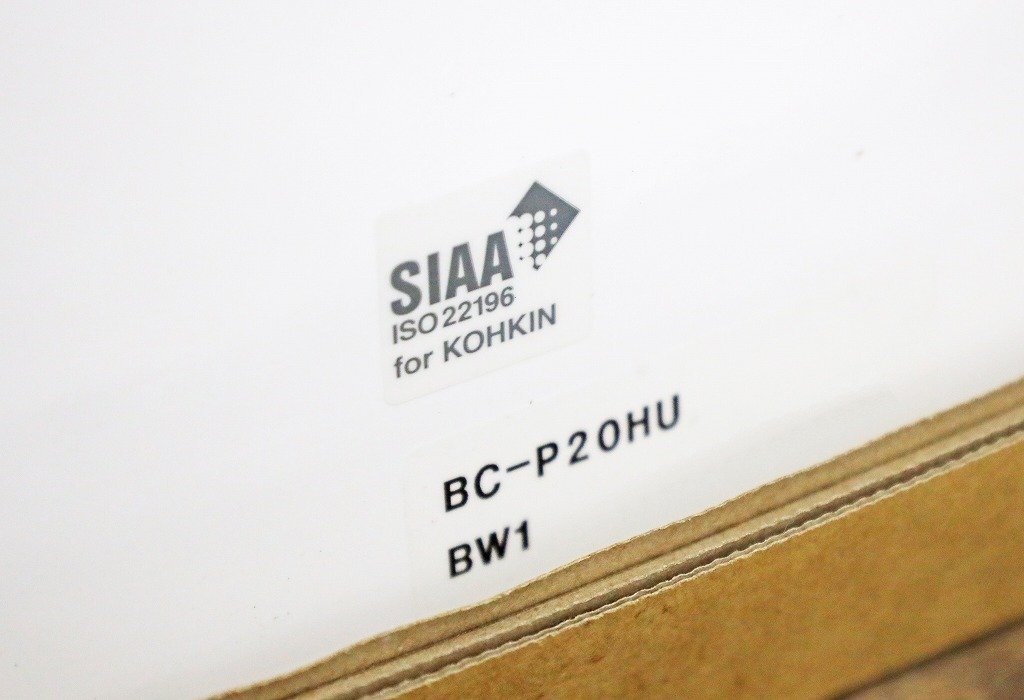 SIAA
ISO 22196
for KOHKIN
BC-P20HU
BW1